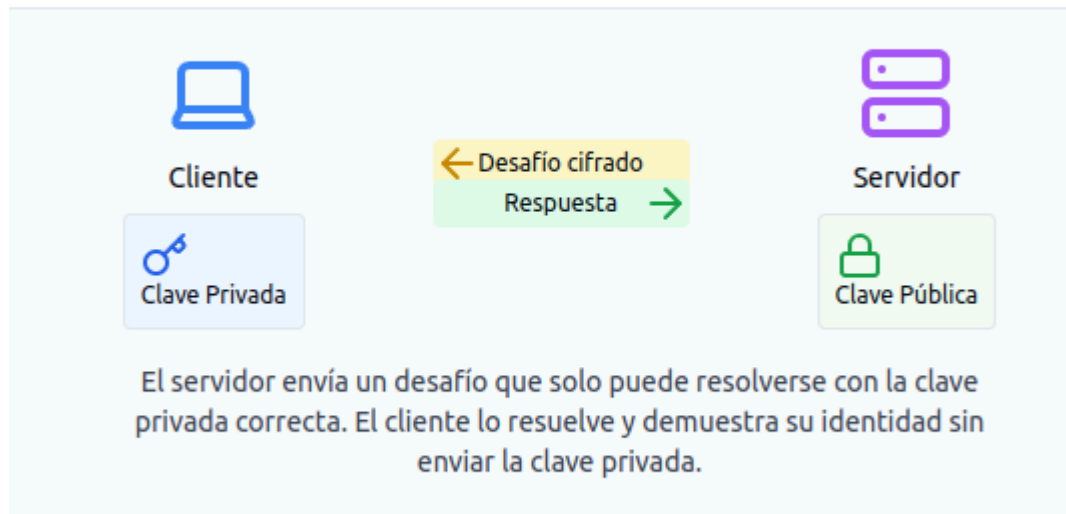 Cliente
Desafío cifrado
Respuesta
Servidor
Clave Privada
Clave Pública
El servidor envía un desafío que solo puede resolverse con la clave
privada correcta. El cliente lo resuelve y demuestra su identidad sin
enviar la clave privada.